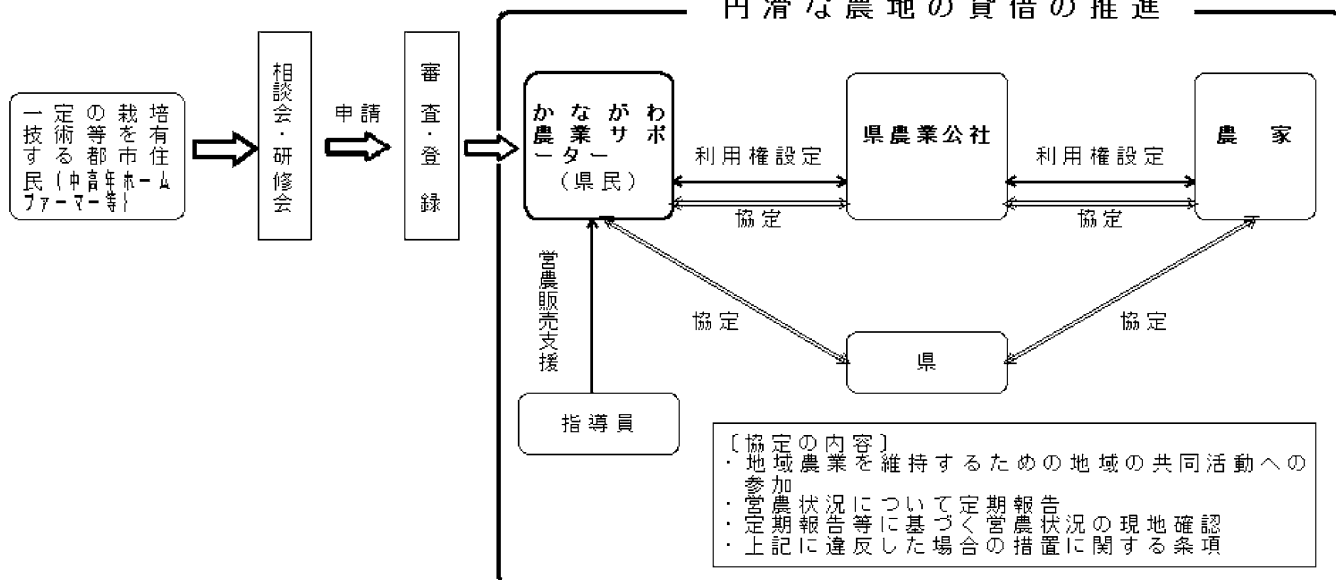 円滑な農地の貸借の推進
一定の栽培
技術等を有
する都市住
民（中高年ホーム
ファーマー等）
相談会・研修会
申請
審査・登録
かながわ
農業サポ
ーター
（県民）
利用権設定
協定
県農業公社
利用権設定
協定
農家
営農販売支援
協定
協定
県
指導員
〔協定の内容〕
・地域農業を維持するための地域の共同活動への
参加
・営農状況について定期報告
・定期報告等に基づく営農状況の現地確認
・上記に違反した場合の措置に関する条項